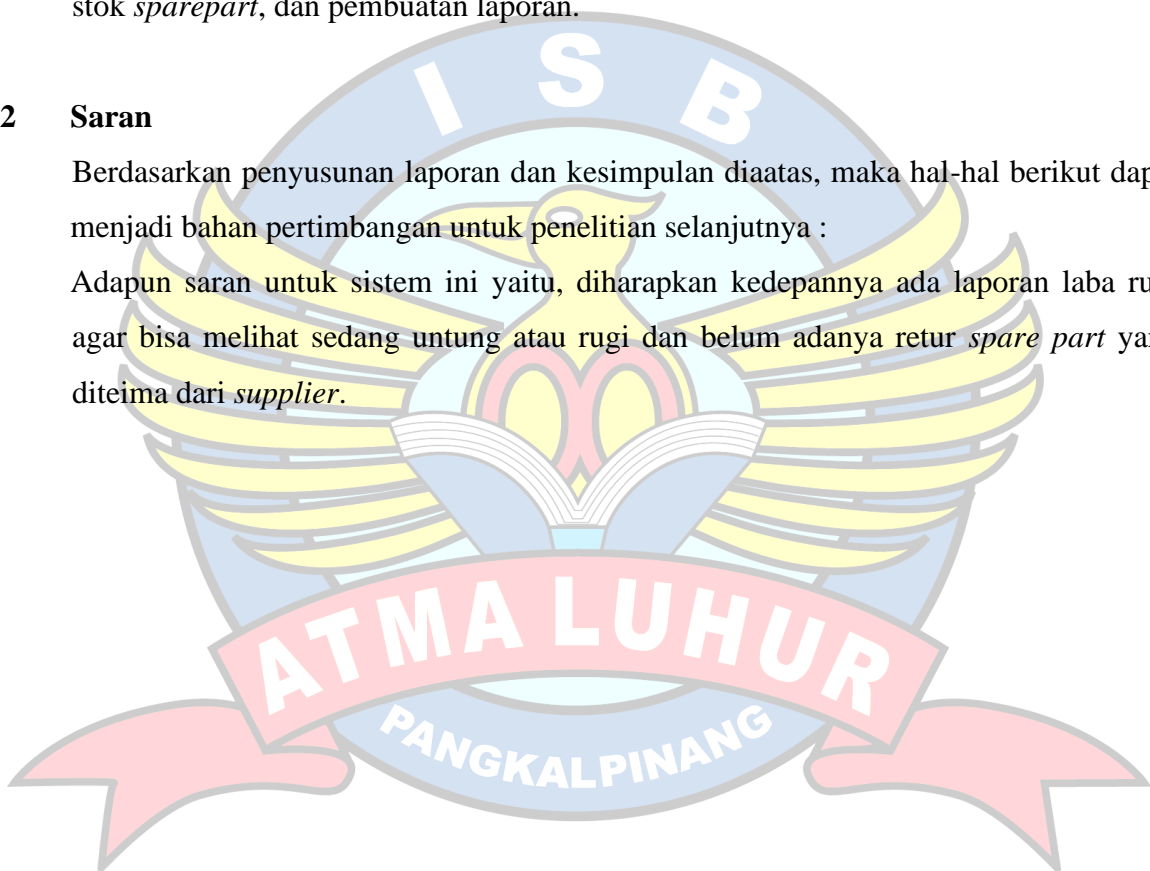 stok sparepart, dan pembuatan laporan.
2 Saran
Berdasarkan penyusunan laporan dan kesimpulan diaatas, maka hal-hal berikut dap
menjadi bahan pertimbangan untuk penelitian selanjutnya :
Adapun saran untuk sistem ini yaitu, diharapkan kedepannya ada laporan laba ru
agar bisa melihat sedang untung atau rugi dan belum adanya retur spare part yan
diteima dari supplier.
I S B
ATMA LUHUR
PANGKALPINANG